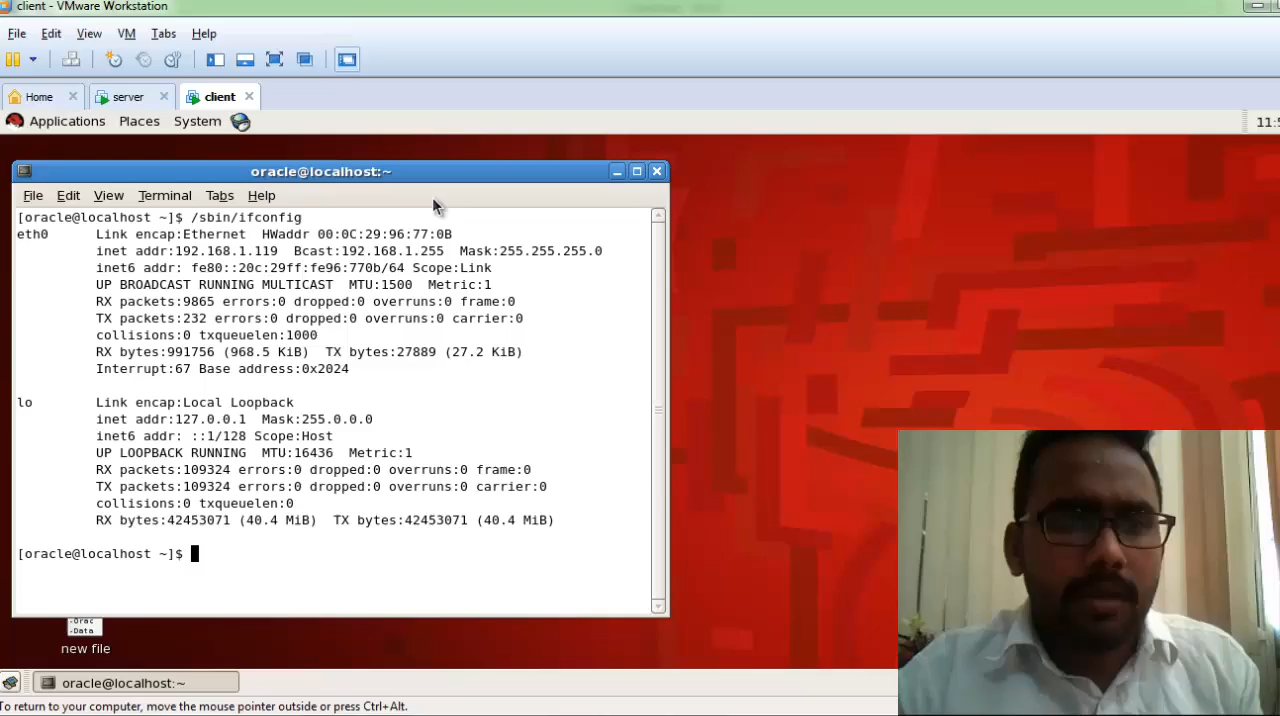 client - VMware Workstation
File Edit View VM Tabs Help
Home server client
Applications Places System 11:5
oracle@localhost:~
File Edit View Terminal Tabs Help
[oracle@localhost ~]$ /sbin/ifconfig
eth0 Link encap:Ethernet HWaddr 00:0C:29:96:77:0B
inet addr:192.168.1.119 Bcast:192.168.1.255 Mask:255.255.255.0
inet6 addr: fe80::20c:29ff:fe96:770b/64 Scope:Link
UP BROADCAST RUNNING MULTICAST MTU:1500 Metric:1
RX packets:9865 errors:0 dropped:0 overruns:0 frame:0
TX packets:232 errors:0 dropped:0 overruns:0 carrier:0
collisions:0 txqueuelen:1000
RX bytes:991756 (968.5 KiB) TX bytes:27889 (27.2 KiB)
Interrupt:67 Base address:0x2024
lo Link encap:Local Loopback
inet addr:127.0.0.1 Mask:255.0.0.0
inet6 addr: ::1/128 Scope:Host
UP LOOPBACK RUNNING MTU:16436 Metric:1
RX packets:109324 errors:0 dropped:0 overruns:0 frame:0
TX packets:109324 errors:0 dropped:0 overruns:0 carrier:0
collisions:0 txqueuelen:0
RX bytes:42453071 (40.4 MiB) TX bytes:42453071 (40.4 MiB)
[oracle@localhost ~]$
-Orac
-Data
new file
oracle@localhost:~
To return to your computer, move the mouse pointer outside or press Ctrl+Alt.